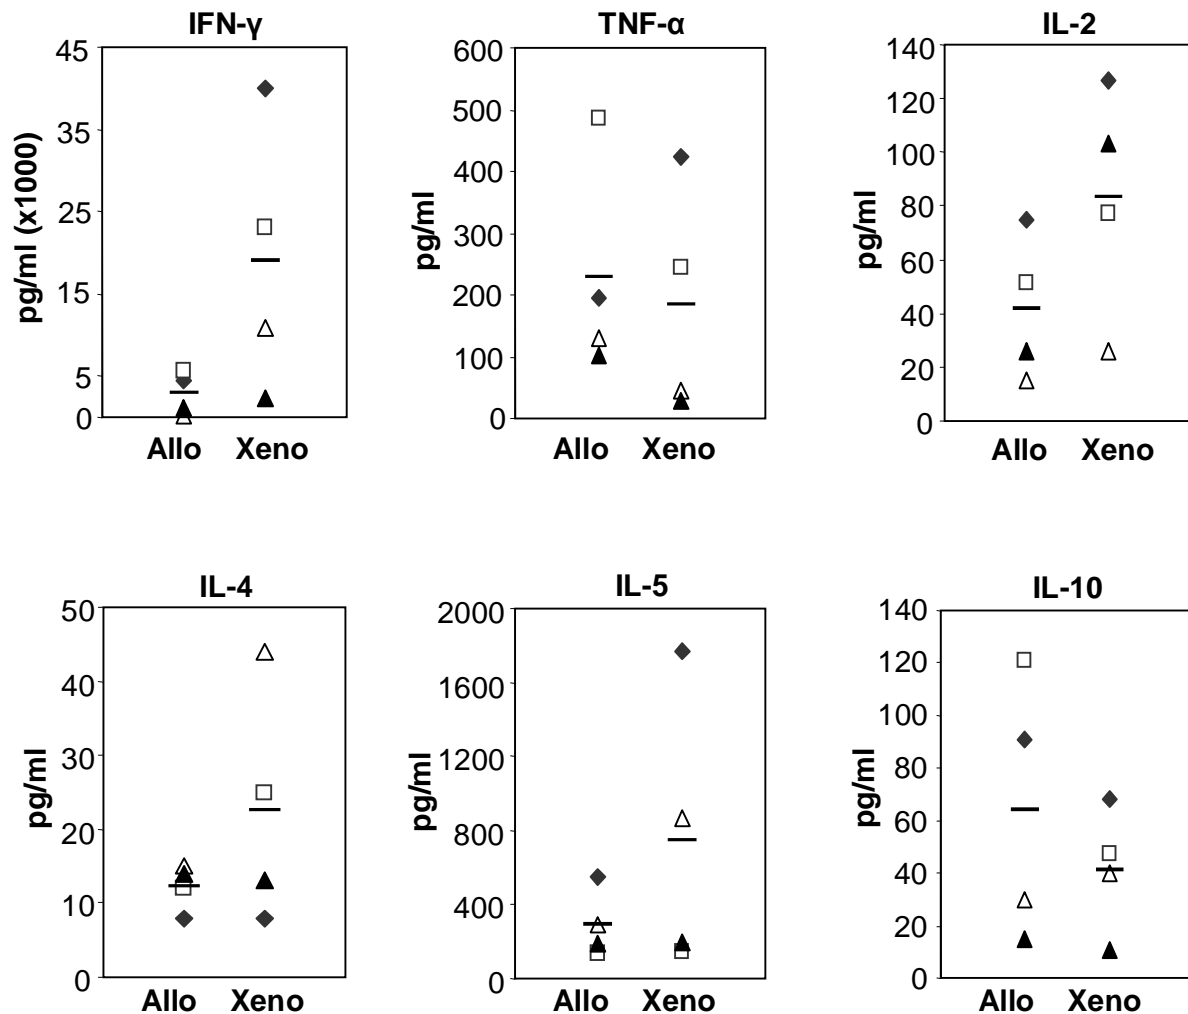 IFN-γ
45
35
25
15
5
0
pg/ml (x1000)
Allo Xeno
TNF-α
600
500
400
300
200
100
0
pg/ml
Allo Xeno
IL-2
140
120
100
80
60
40
20
0
pg/ml
Allo Xeno
IL-4
50
40
30
20
10
0
pg/ml
Allo Xeno
IL-5
2000
1600
1200
800
400
0
pg/ml
Allo Xeno
IL-10
140
120
100
80
60
40
20
0
pg/ml
Allo Xeno